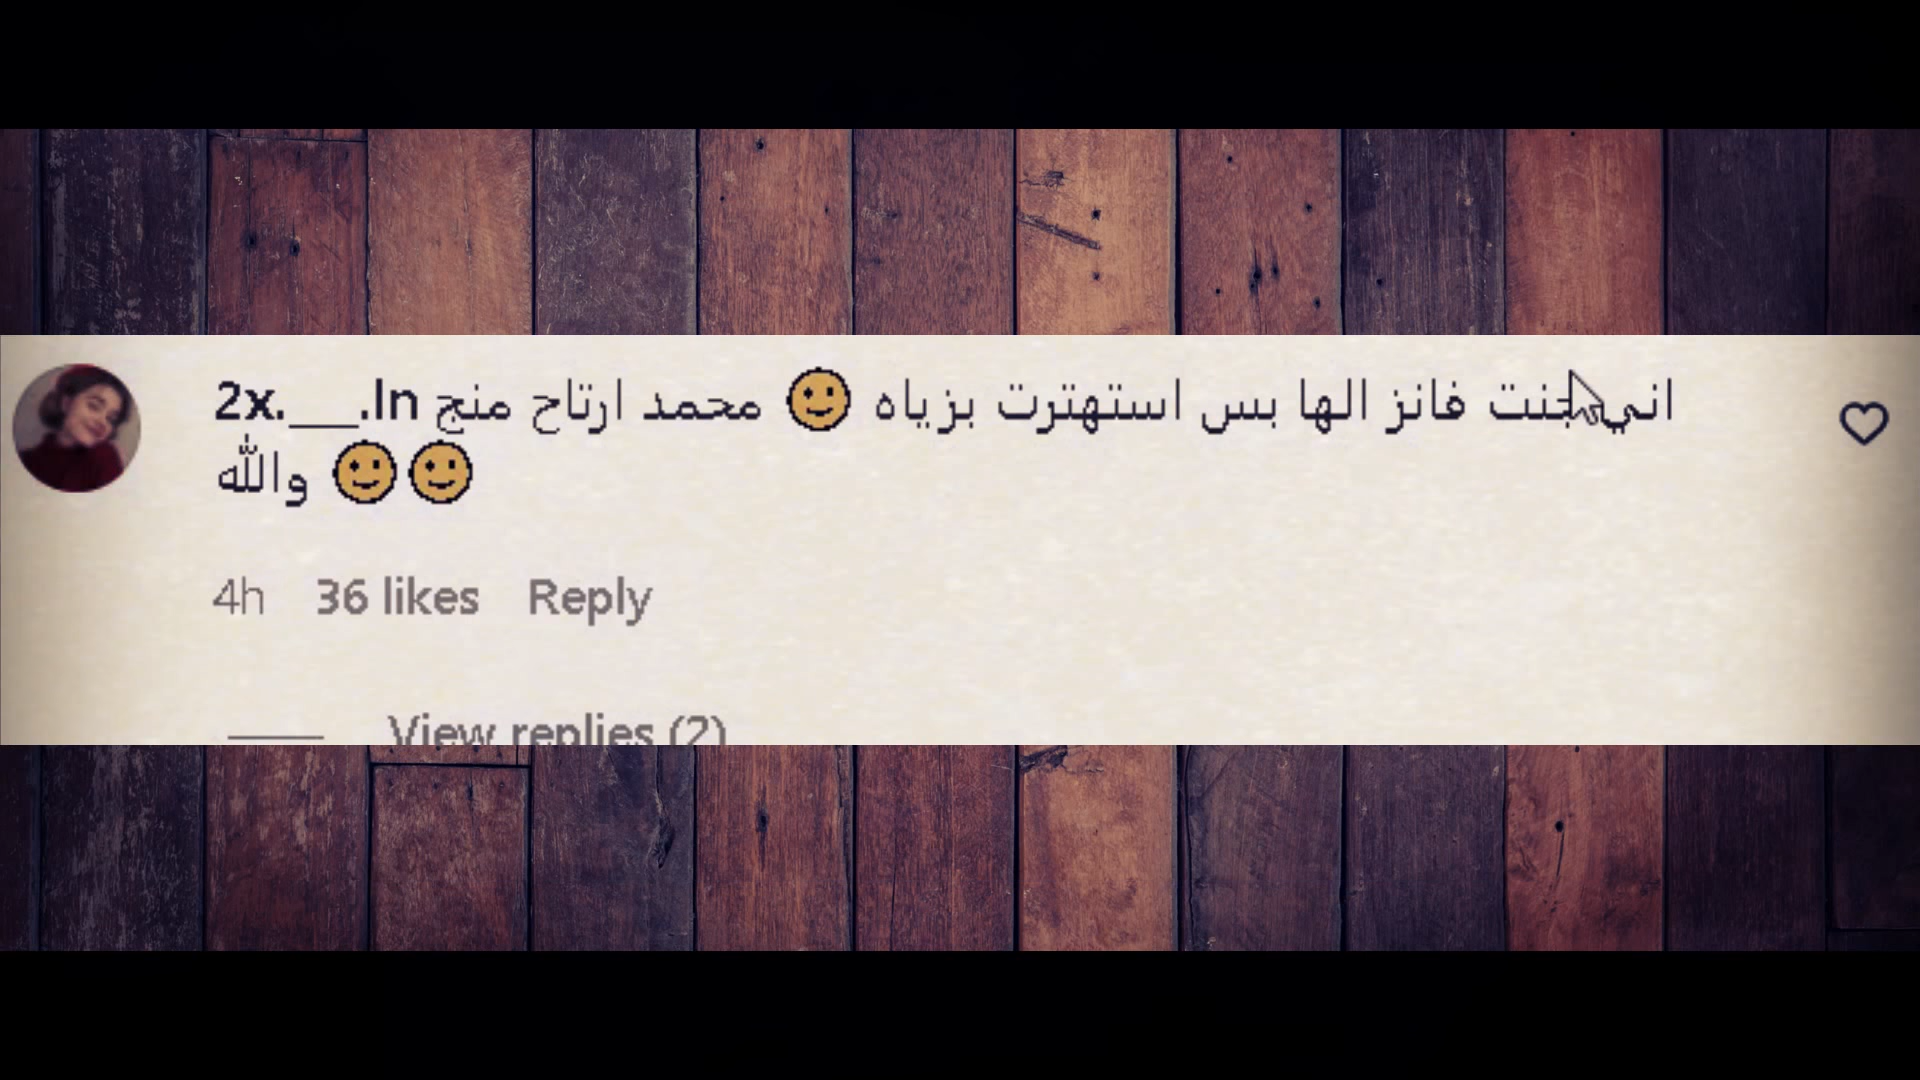 2x.___.ln اني جنت فانز الها بس استهترت بزياه 🙂 محمد ارتاح منج
والله 🙂🙂
4h 36 likes Reply
View replies (2)